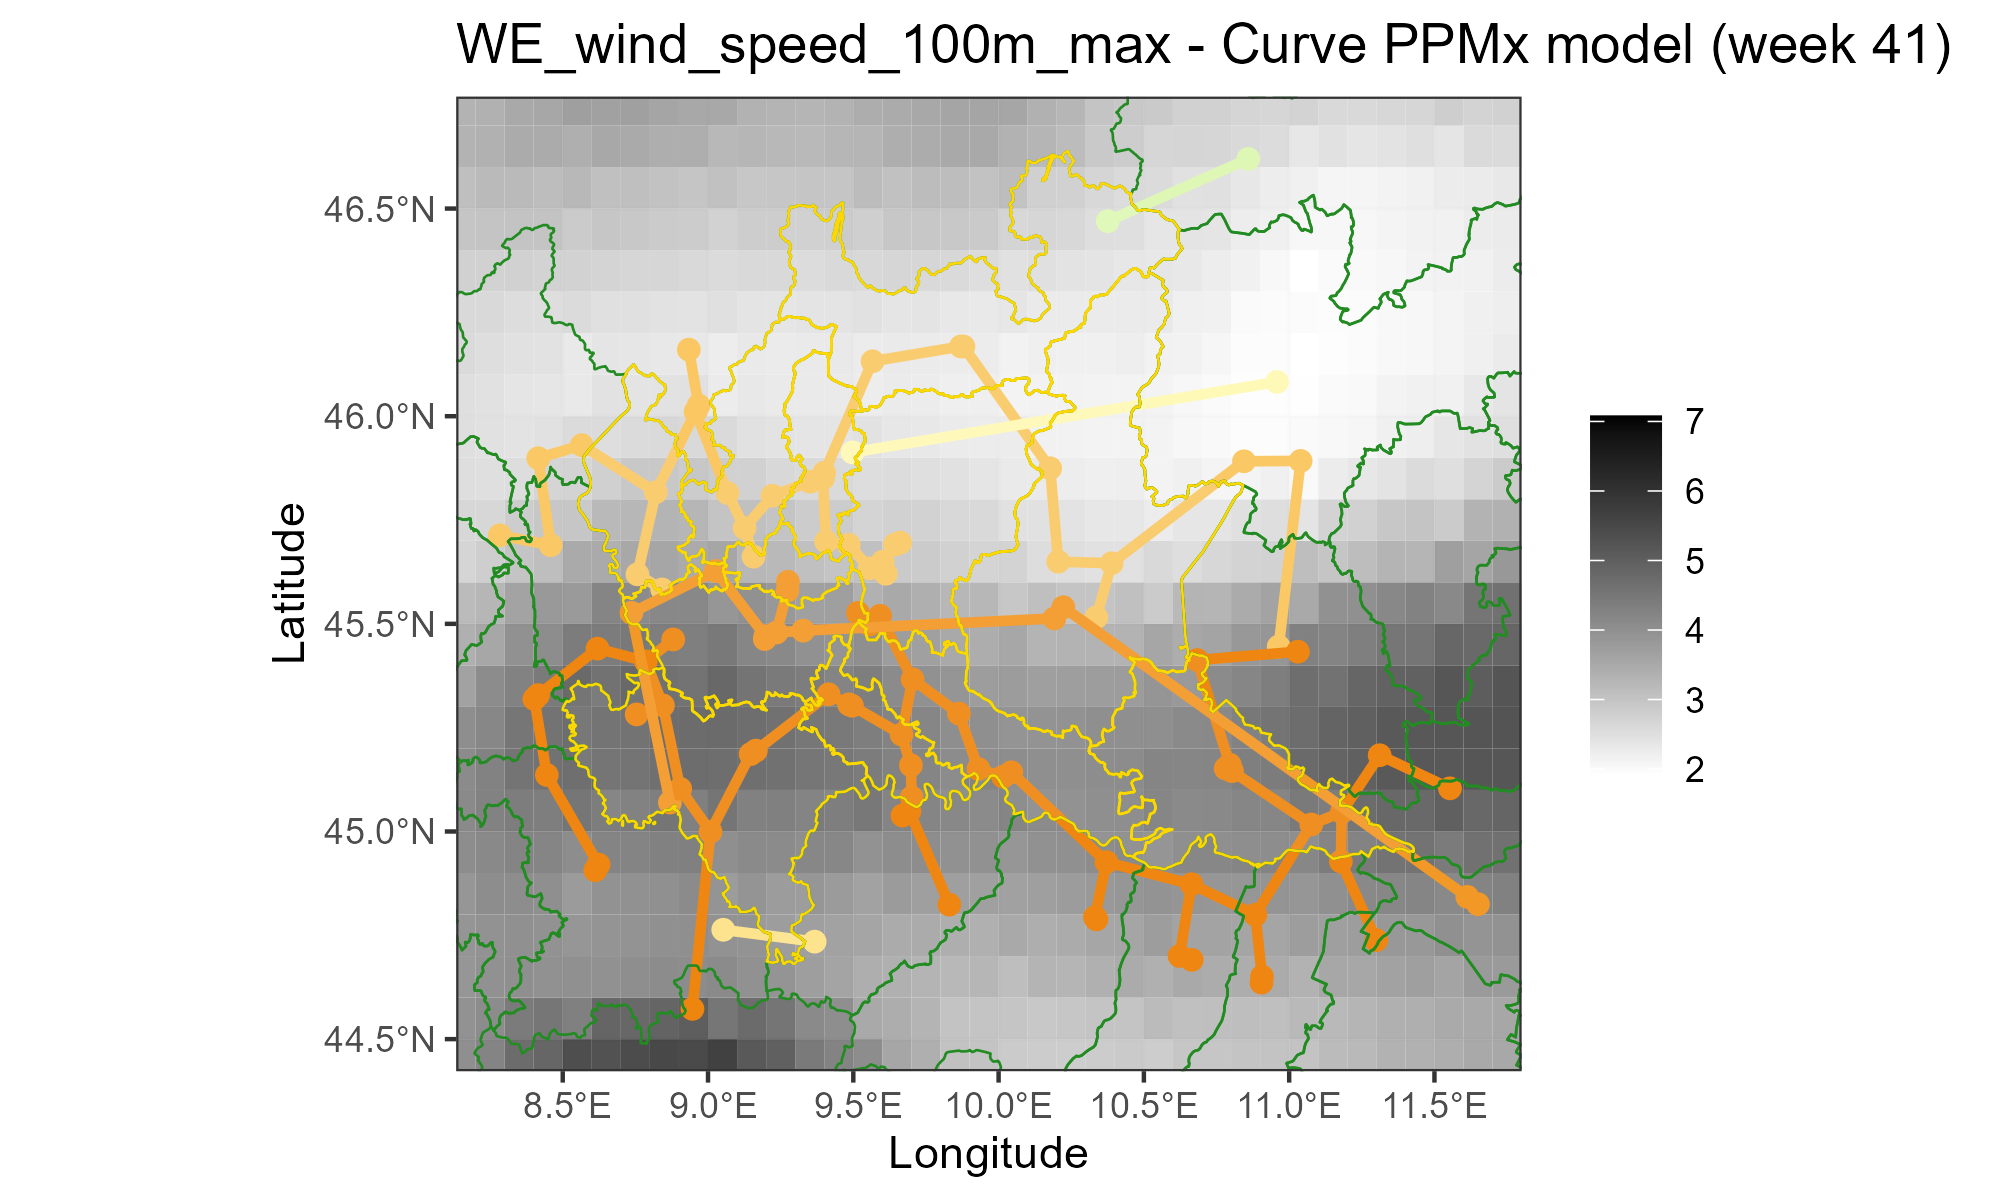 WE_wind_speed_100m_max - Curve PPMx model (week 41)
Latitude
46.5°N
46.0°N
45.5°N
45.0°N
44.5°N
8.5°E
9.0°E
9.5°E
10.0°E
10.5°E
11.0°E
11.5°E
Longitude
7
6
5
4
3
2